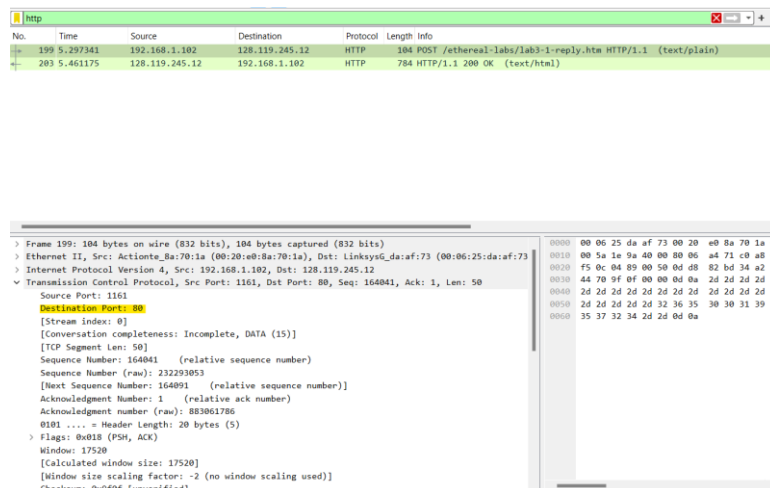 http
No. Time Source Destination Protocol Length Info
199 5.297341 192.168.1.102 128.119.245.12 HTTP 104 POST /ethereal-labs/lab3-1-reply.htm HTTP/1.1 (text/plain)
203 5.461175 128.119.245.12 192.168.1.102 HTTP 784 HTTP/1.1 200 OK (text/html)
> Frame 199: 104 bytes on wire (832 bits), 104 bytes captured (832 bits)
> Ethernet II, Src: Actionte_8a:70:1a (00:20:e0:8a:70:1a), Dst: LinksysG_da:af:73 (00:06:25:da:af:73
> Internet Protocol Version 4, Src: 192.168.1.102, Dst: 128.119.245.12
Transmission Control Protocol, Src Port: 1161, Dst Port: 80, Seq: 164041, Ack: 1, Len: 50
Source Port: 1161
Destination Port: 80
[Stream index: 0]
[Conversation completeness: Incomplete, DATA (15)]
[TCP Segment Len: 50]
Sequence Number: 164041 (relative sequence number)
Sequence Number (raw): 232293053
[Next Sequence Number: 164091 (relative sequence number)]
Acknowledgment Number: 1 (relative ack number)
Acknowledgment number (raw): 883061786
0101 .... = Header Length: 20 bytes (5)
> Flags: 0x018 (PSH, ACK)
Window: 17520
[Calculated window size: 17520]
[Window size scaling factor: -2 (no window scaling used)]
0000 00 06 25 da af 73 00 20 e0 8a 70 1a
0010 00 5a 1e 9a 40 00 80 06 a4 71 c0 a8
0020 f5 0c 04 89 00 50 0d d8 82 bd 34 a2
0030 44 70 9f 0f 00 00 0d 0a 2d 2d 2d 2d
0040 2d 2d 2d 2d 2d 2d 2d 2d 2d 2d 2d 2d
0050 2d 2d 2d 2d 2d 32 36 35 30 30 31 39
0060 35 37 32 34 2d 2d 0d 0a